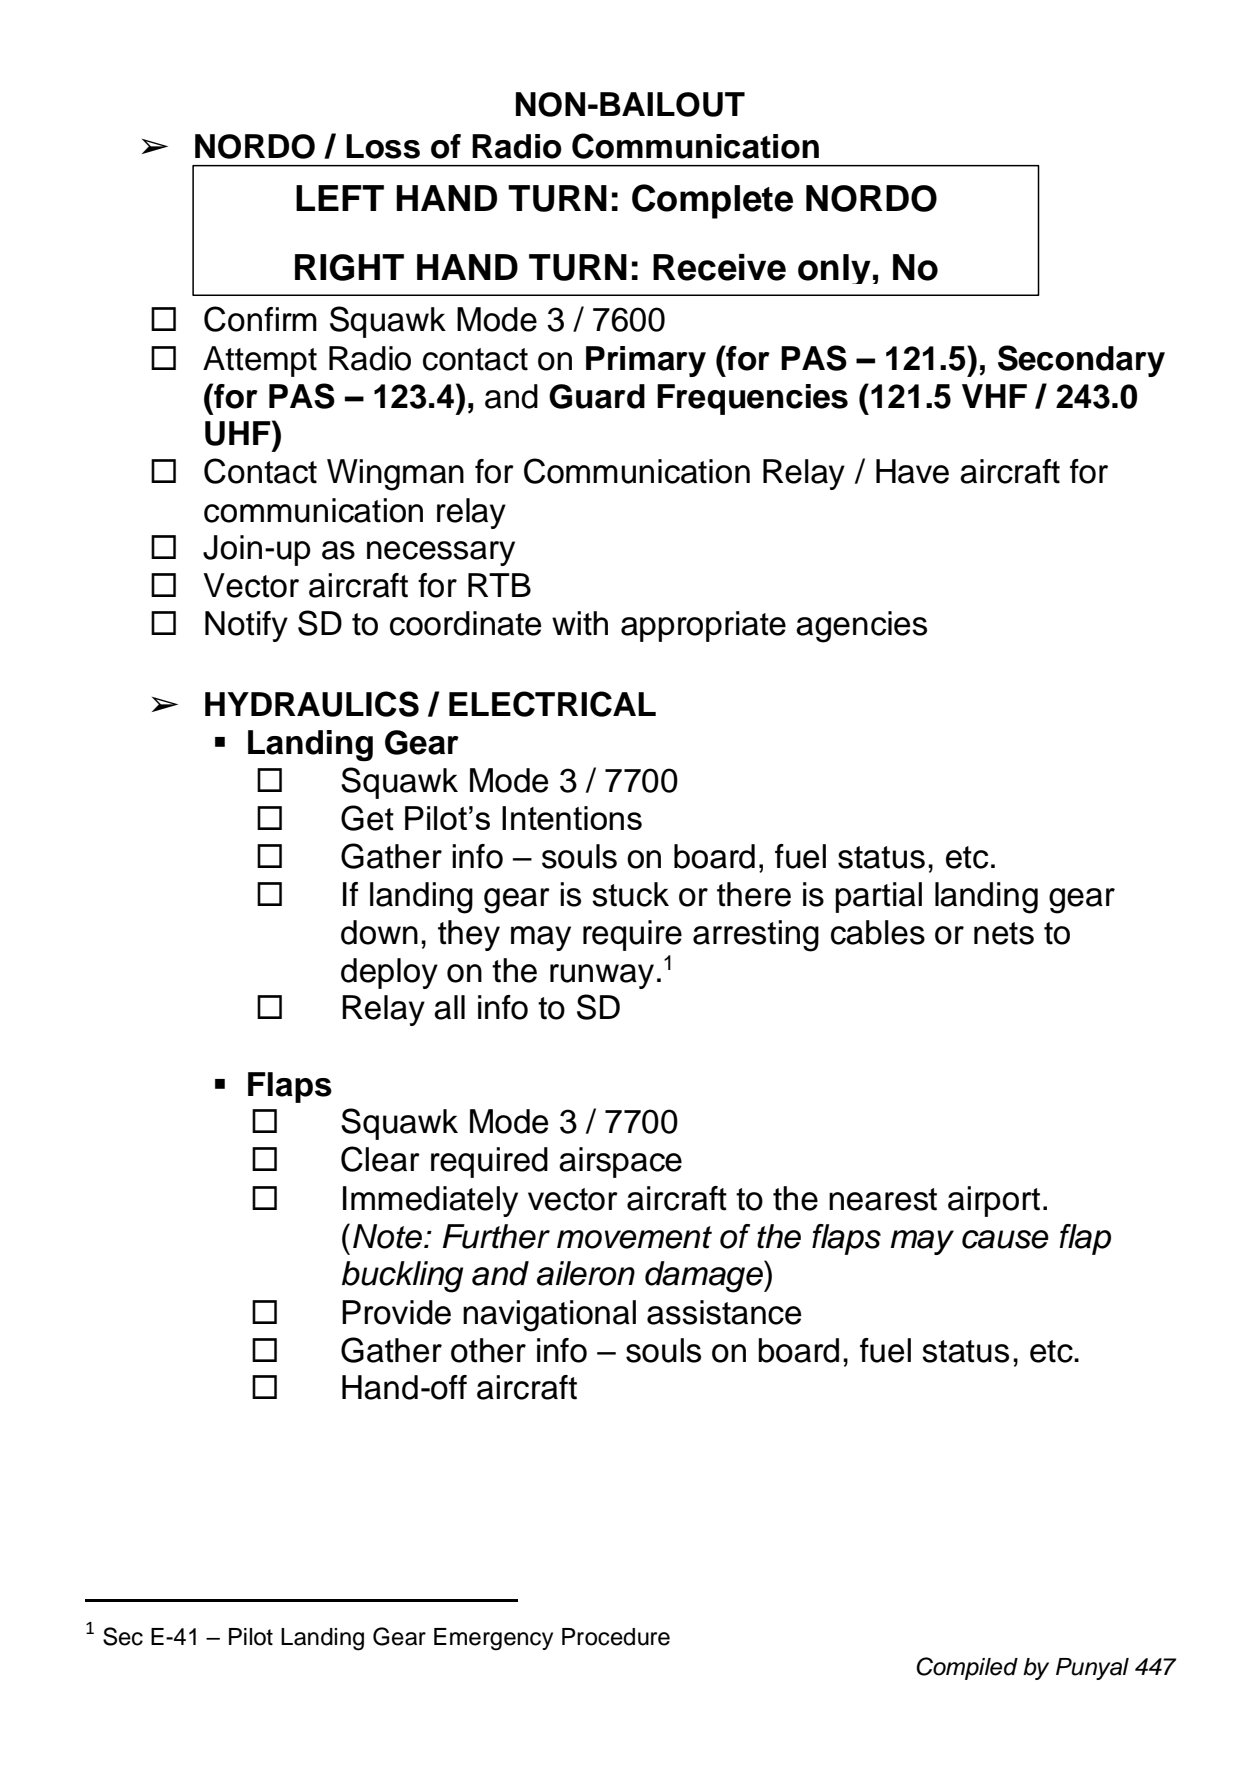 NON-BAILOUT
➢ NORDO / Loss of Radio Communication
LEFT HAND TURN: Complete NORDO
RIGHT HAND TURN: Receive only, No
☐ Confirm Squawk Mode 3 / 7600
☐ Attempt Radio contact on Primary (for PAS – 121.5), Secondary
(for PAS – 123.4), and Guard Frequencies (121.5 VHF / 243.0
UHF)
☐ Contact Wingman for Communication Relay / Have aircraft for
communication relay
☐ Join-up as necessary
☐ Vector aircraft for RTB
☐ Notify SD to coordinate with appropriate agencies
➢ HYDRAULICS / ELECTRICAL
▪ Landing Gear
☐ Squawk Mode 3 / 7700
☐ Get Pilot’s Intentions
☐ Gather info – souls on board, fuel status, etc.
☐ If landing gear is stuck or there is partial landing gear
down, they may require arresting cables or nets to
deploy on the runway.1
☐ Relay all info to SD
▪ Flaps
☐ Squawk Mode 3 / 7700
☐ Clear required airspace
☐ Immediately vector aircraft to the nearest airport.
(Note: Further movement of the flaps may cause flap
buckling and aileron damage)
☐ Provide navigational assistance
☐ Gather other info – souls on board, fuel status, etc.
☐ Hand-off aircraft
1 Sec E-41 – Pilot Landing Gear Emergency Procedure
Compiled by Punyal 447